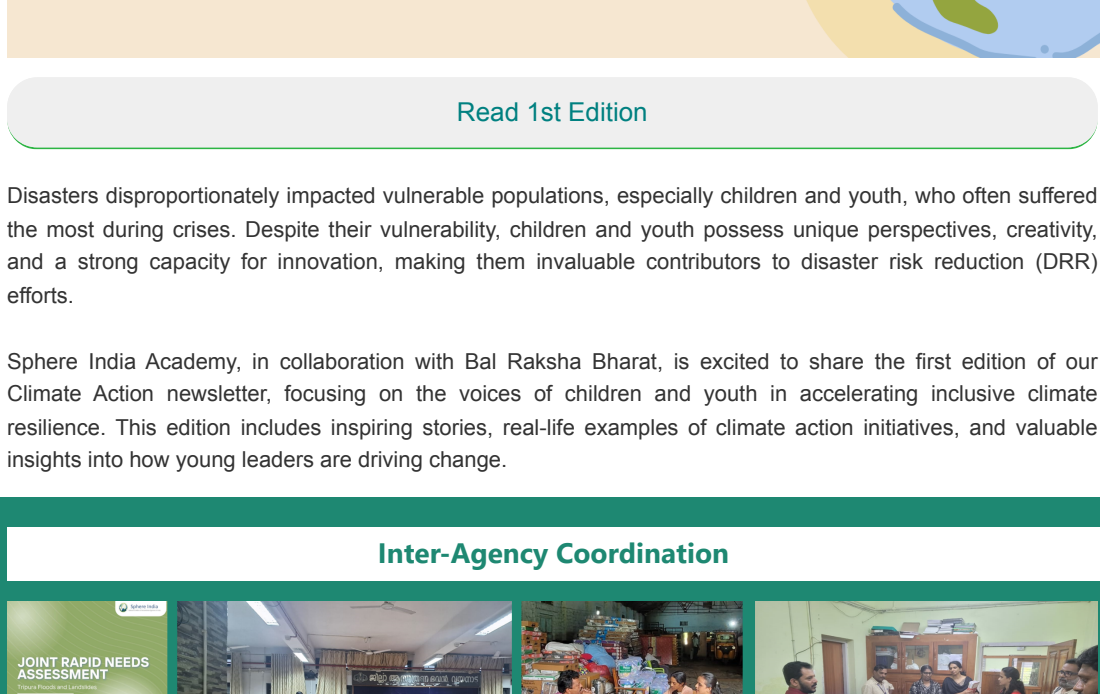 Read 1st Edition
Disasters disproportionately impacted vulnerable populations, especially children and youth, who often suffered
the most during crises. Despite their vulnerability, children and youth possess unique perspectives, creativity,
and a strong capacity for innovation, making them invaluable contributors to disaster risk reduction (DRR)
efforts.
Sphere India Academy, in collaboration with Bal Raksha Bharat, is excited to share the first edition of our
Climate Action newsletter, focusing on the voices of children and youth in accelerating inclusive climate
resilience. This edition includes inspiring stories, real-life examples of climate action initiatives, and valuable
insights into how young leaders are driving change.
Inter-Agency Coordination
Sphere India
JOINT RAPID NEEDS
ASSESSMENT
Tripura Floods and Landslides
ജില്ലാ ആസൂത്രണ ഭവൻ വയനാട്